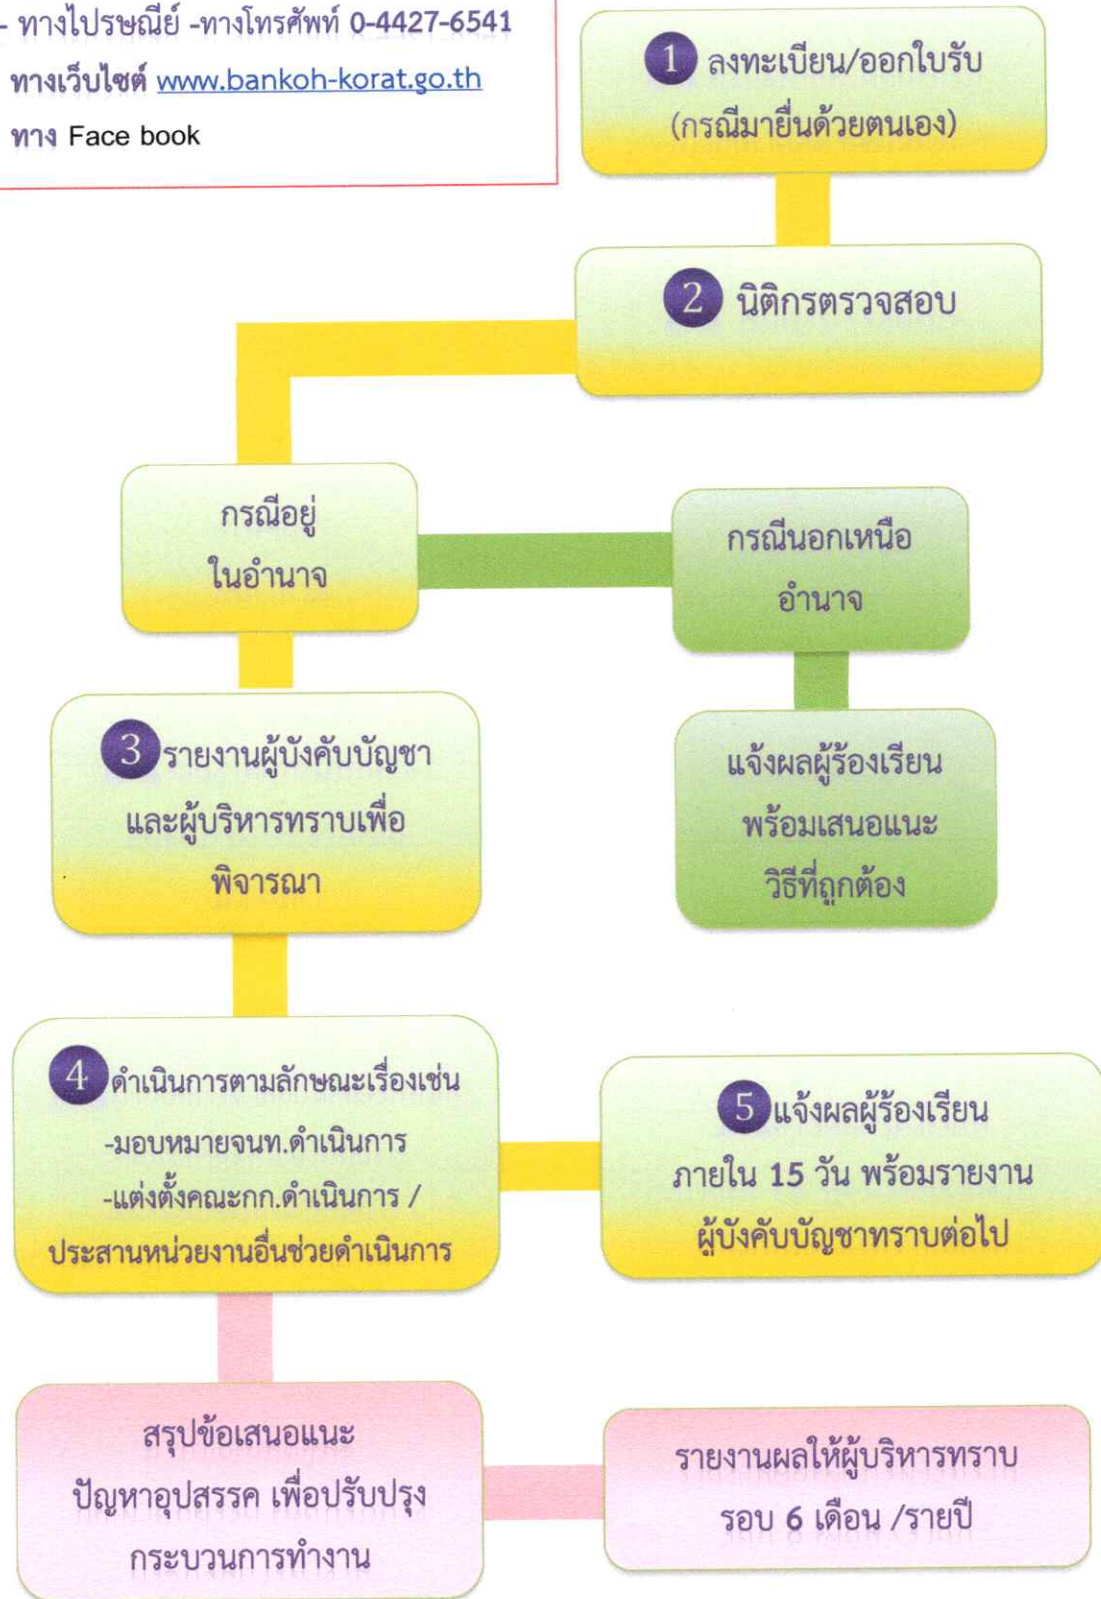 - ทางไปรษณีย์ -ทางโทรศัพท์ 0-4427-6541
ทางเว็บไซต์ www.bankoh-korat.go.th
ทาง Face book
1 ลงทะเบียน/ออกใบรับ
(กรณีมายื่นด้วยตนเอง)
2 นิติกรตรวจสอบ
กรณีอยู่
ในอำนาจ
กรณีนอกเหนือ
อำนาจ
แจ้งผลผู้ร้องเรียน
พร้อมเสนอแนะ
วิธีที่ถูกต้อง
3 รายงานผู้บังคับบัญชา
และผู้บริหารทราบเพื่อ
พิจารณา
4 ดำเนินการตามลักษณะเรื่องเช่น
-มอบหมายจนท.ดำเนินการ
-แต่งตั้งคณะกก.ดำเนินการ /
ประสานหน่วยงานอื่นช่วยดำเนินการ
5 แจ้งผลผู้ร้องเรียน
ภายใน 15 วัน พร้อมรายงาน
ผู้บังคับบัญชาทราบต่อไป
สรุปข้อเสนอแนะ
ปัญหาอุปสรรค เพื่อปรับปรุง
กระบวนการทำงาน
รายงานผลให้ผู้บริหารทราบ
รอบ 6 เดือน /รายปี